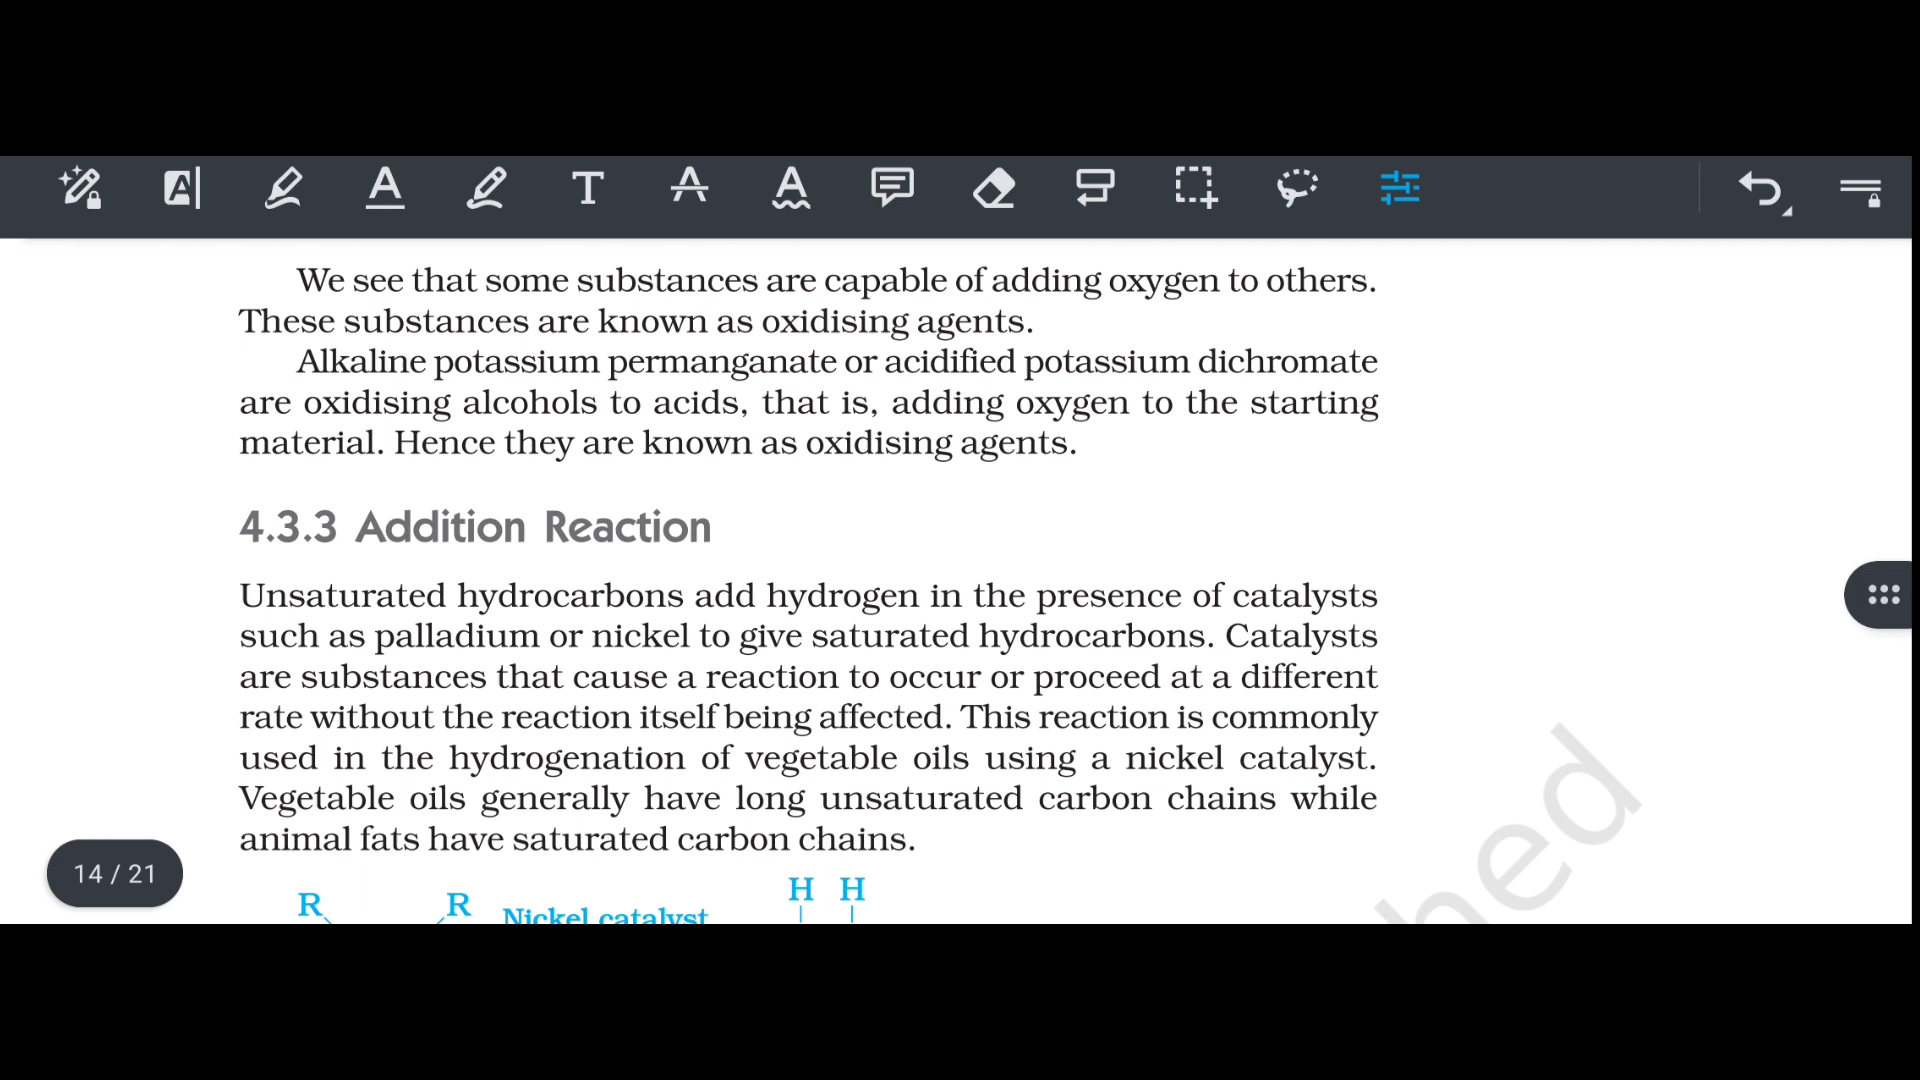 We see that some substances are capable of adding oxygen to others.
These substances are known as oxidising agents.
Alkaline potassium permanganate or acidified potassium dichromate
are oxidising alcohols to acids, that is, adding oxygen to the starting
material. Hence they are known as oxidising agents.
4.3.3 Addition Reaction
Unsaturated hydrocarbons add hydrogen in the presence of catalysts
such as palladium or nickel to give saturated hydrocarbons. Catalysts
are substances that cause a reaction to occur or proceed at a different
rate without the reaction itself being affected. This reaction is commonly
used in the hydrogenation of vegetable oils using a nickel catalyst.
Vegetable oils generally have long unsaturated carbon chains while
animal fats have saturated carbon chains.
14 / 21
H H
R R Nickel catalyst
hed